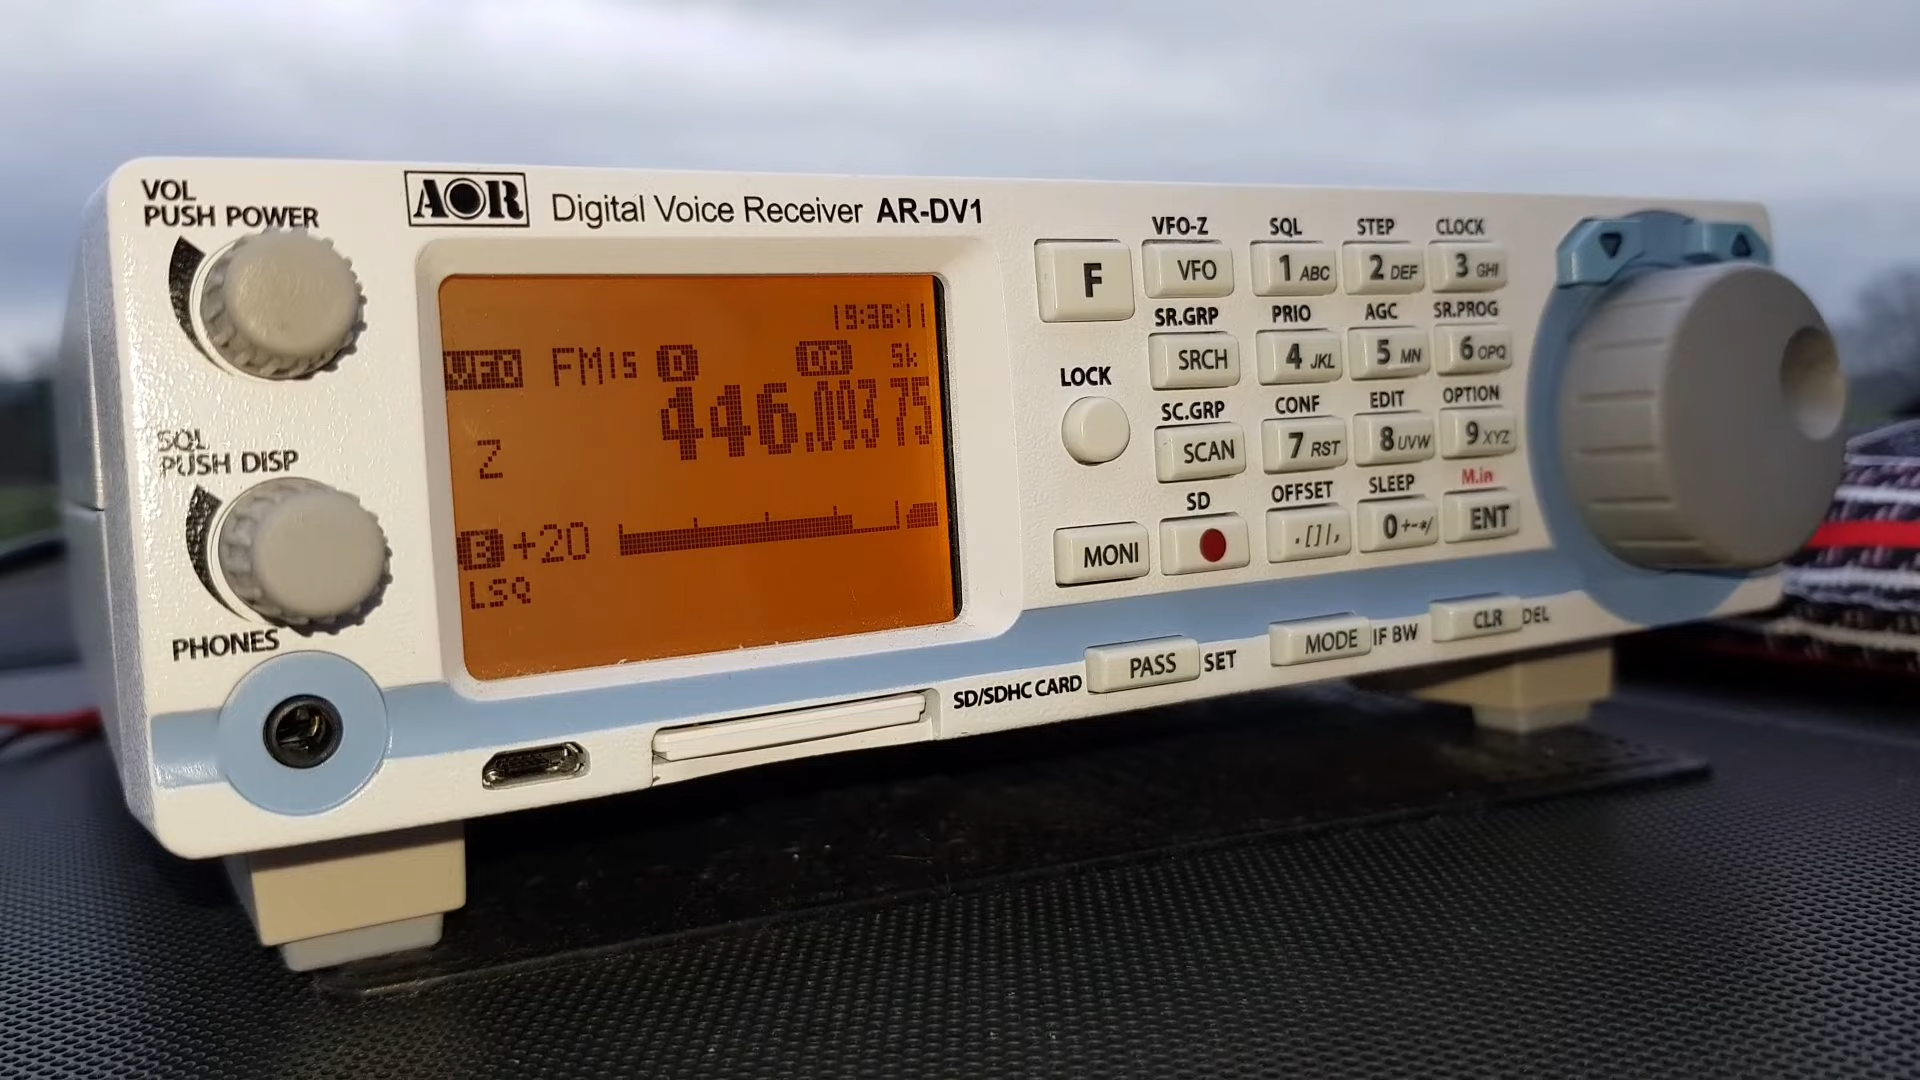 VOL
PUSH POWER
AOR Digital Voice Receiver AR-DV1
19:36:11
VFO FM15 5k
446.09375
Z
+20
LSQ
SQL
PUSH DISP
PHONES
F
LOCK
MONI
VFO-Z SQL STEP CLOCK
VFO 1 ABC 2 DEF 3 GHI
SR.GRP PRIO AGC SR.PROG
SRCH 4 JKL 5 MN 6 OPQ
SC.GRP CONF EDIT OPTION
SCAN 7 RST 8 UVW 9 XYZ
SD OFFSET SLEEP M.in
.[]|, 0 +-*/ ENT
SD/SDHC CARD PASS SET MODE IF BW CLR DEL